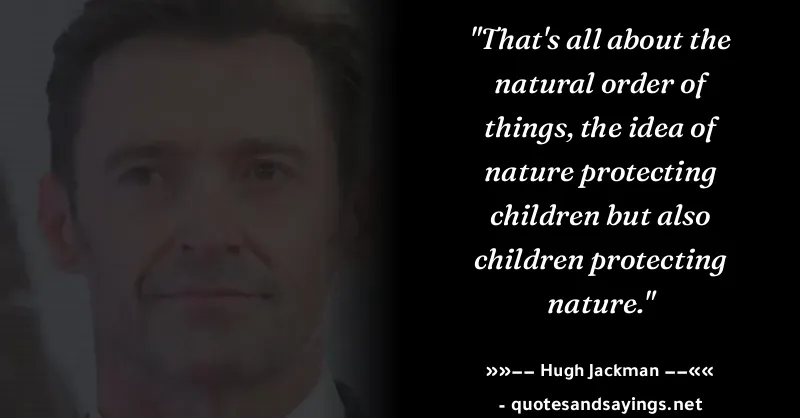 "That's all about the
natural order of
things, the idea of
nature protecting
children but also
children protecting
nature."
»»–– Hugh Jackman ––««
- quotesandsayings.net